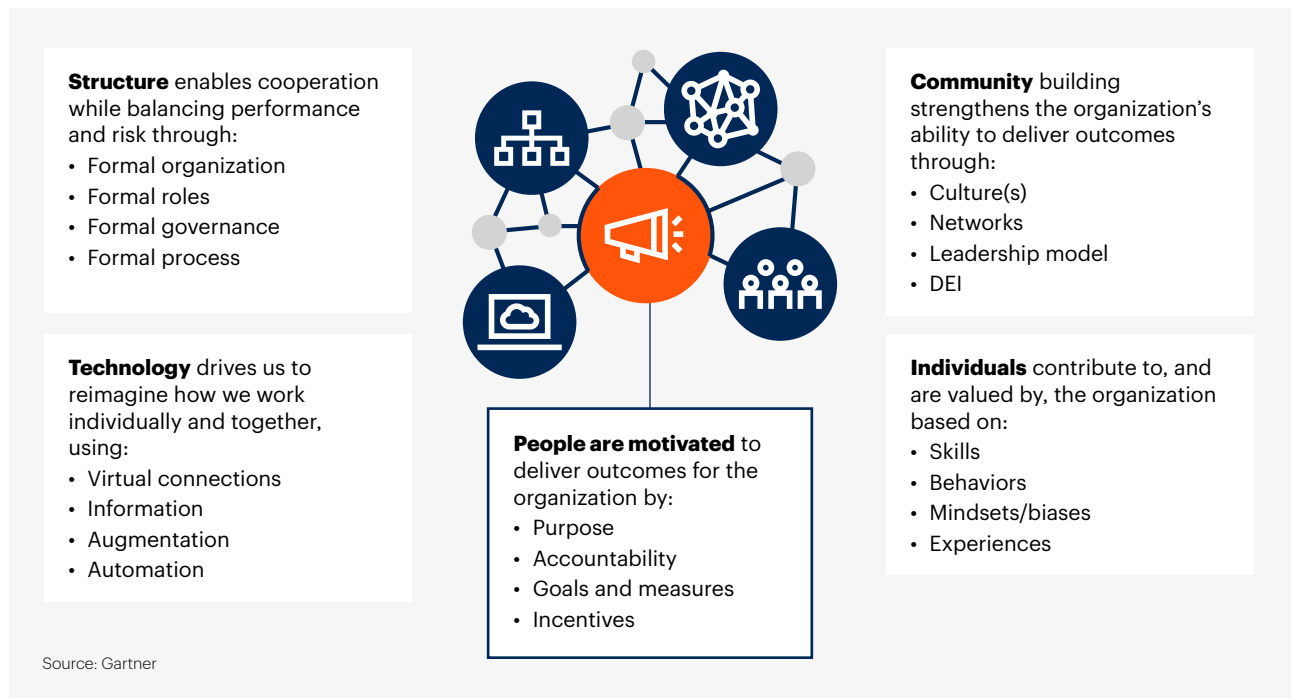 Structure enables cooperation
while balancing performance
and risk through:
• Formal organization
• Formal roles
• Formal governance
• Formal process
Technology drives us to
reimagine how we work
individually and together,
using:
• Virtual connections
• Information
• Augmentation
• Automation
People are motivated to
deliver outcomes for the
organization by:
• Purpose
• Accountability
• Goals and measures
• Incentives
Community building
strengthens the organization’s
ability to deliver outcomes
through:
• Culture(s)
• Networks
• Leadership model
• DEI
Individuals contribute to, and
are valued by, the organization
based on:
• Skills
• Behaviors
• Mindsets/biases
• Experiences
Source: Gartner